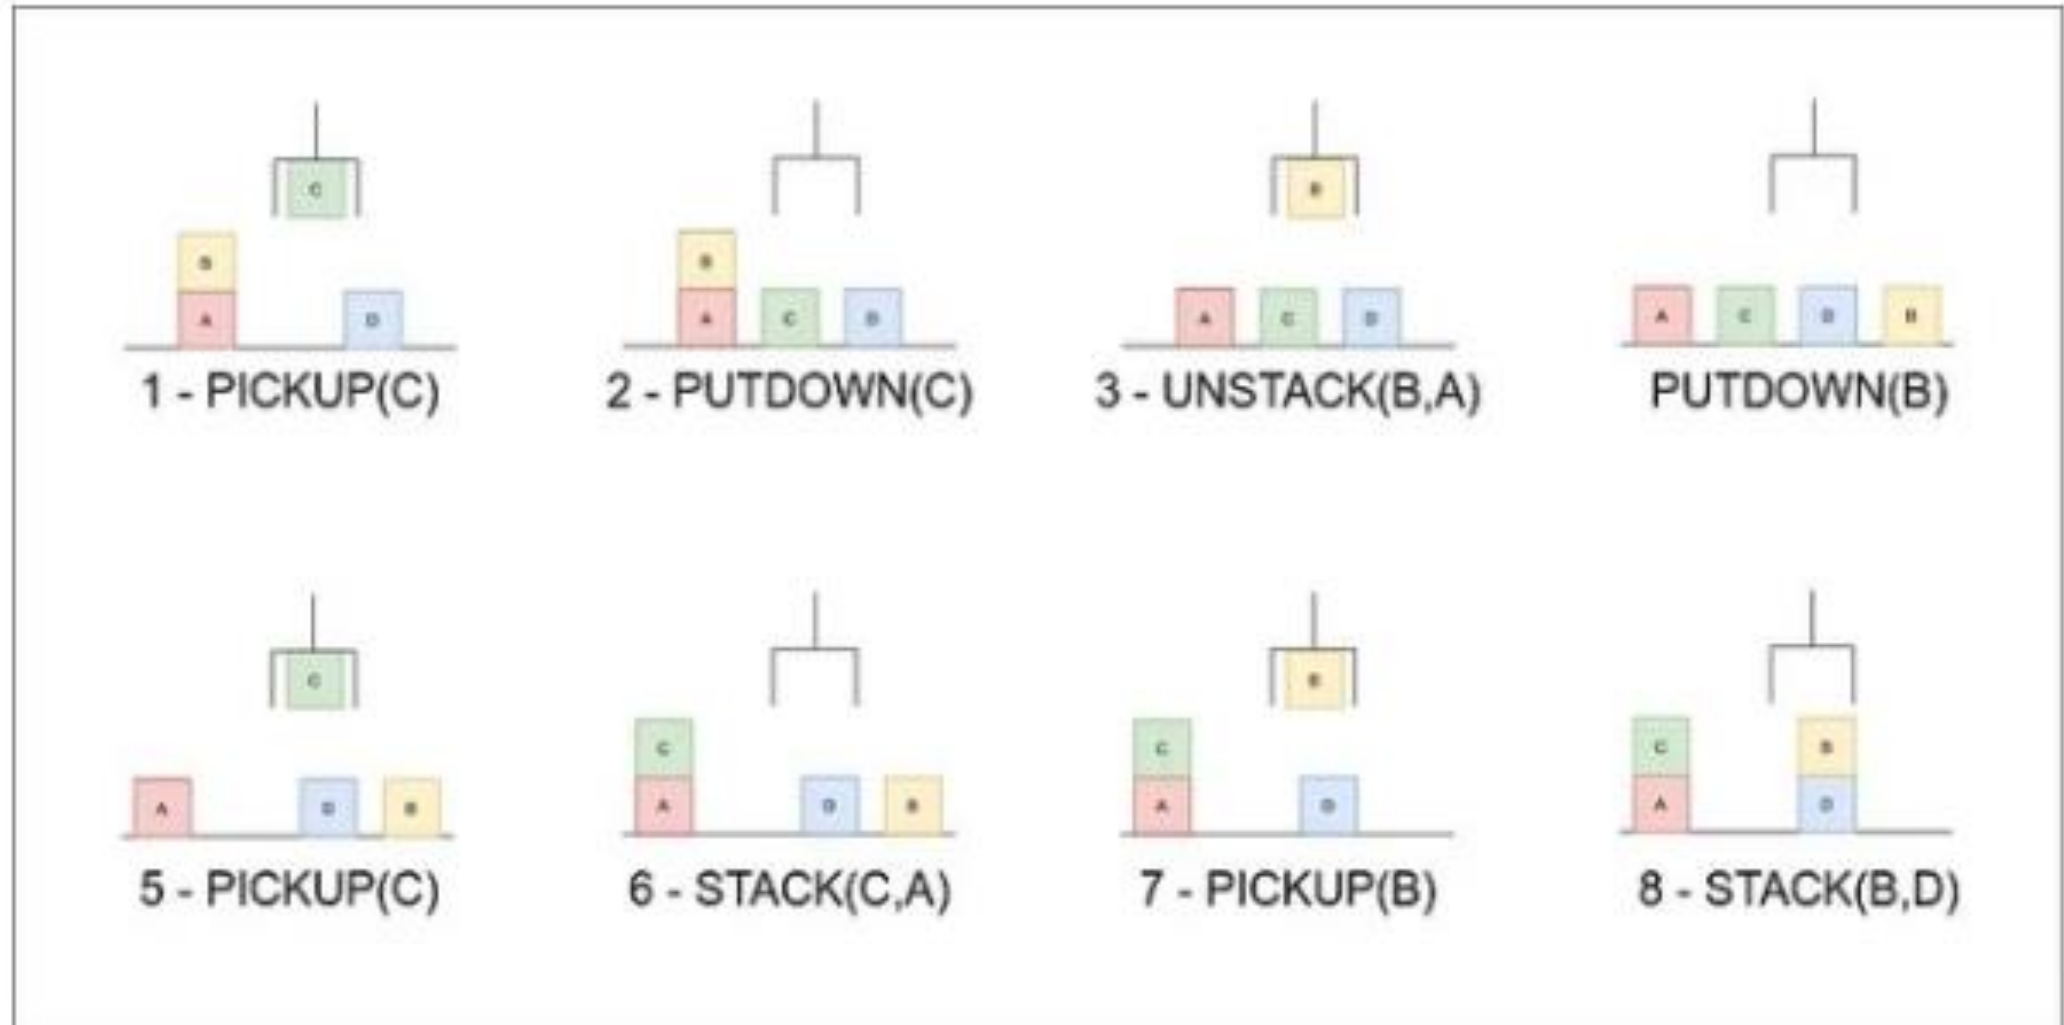 C
B
A D
1 - PICKUP(C)
B
A C D
2 - PUTDOWN(C)
B
A C D
3 - UNSTACK(B,A)
A C D B
PUTDOWN(B)
C
A D B
5 - PICKUP(C)
C
A D B
6 - STACK(C,A)
B
C
A D
7 - PICKUP(B)
C B
A D
8 - STACK(B,D)